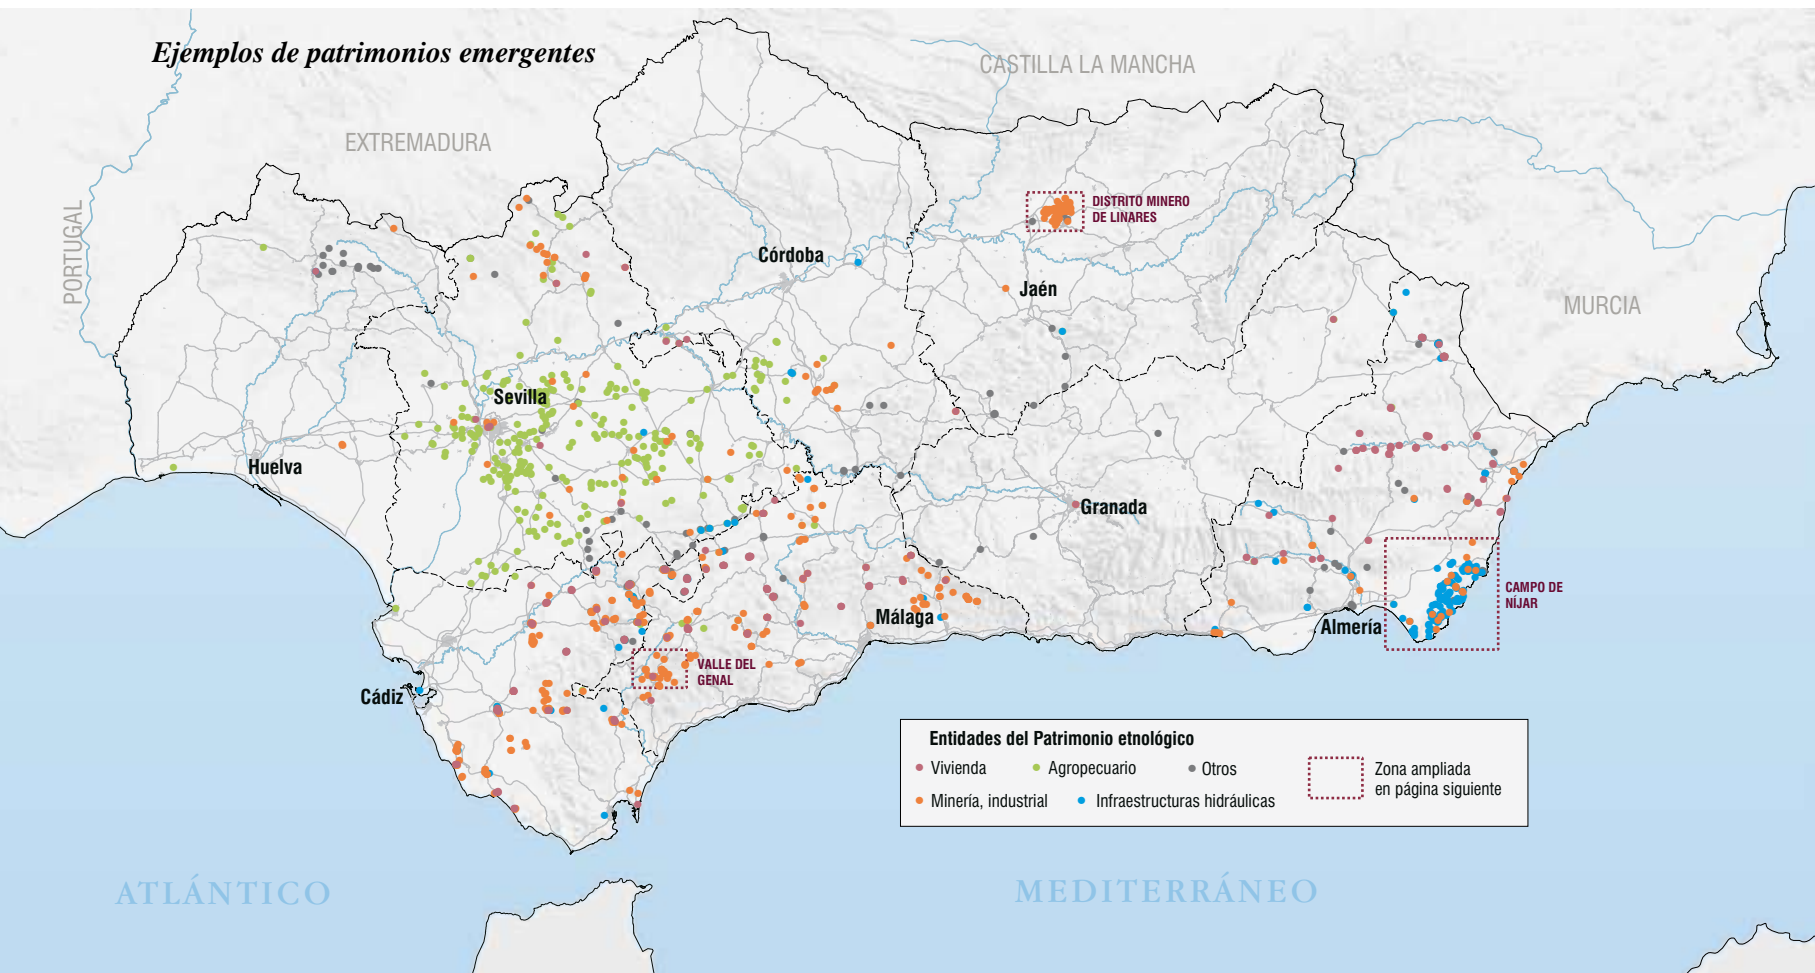 Ejemplos de patrimonios emergentes
CASTILLA LA MANCHA
EXTREMADURA
PORTUGAL
DISTRITO MINERO
DE LINARES
Córdoba
Jaén
MURCIA
Sevilla
Huelva
Granada
CAMPO DE
NÍJAR
Málaga
Almería
VALLE DEL
GENAL
Cádiz
Entidades del Patrimonio etnológico
Vivienda
Agropecuario
Otros
Minería, industrial
Infraestructuras hidráulicas
Zona ampliada
en página siguiente
ATLÁNTICO
MEDITERRÁNEO